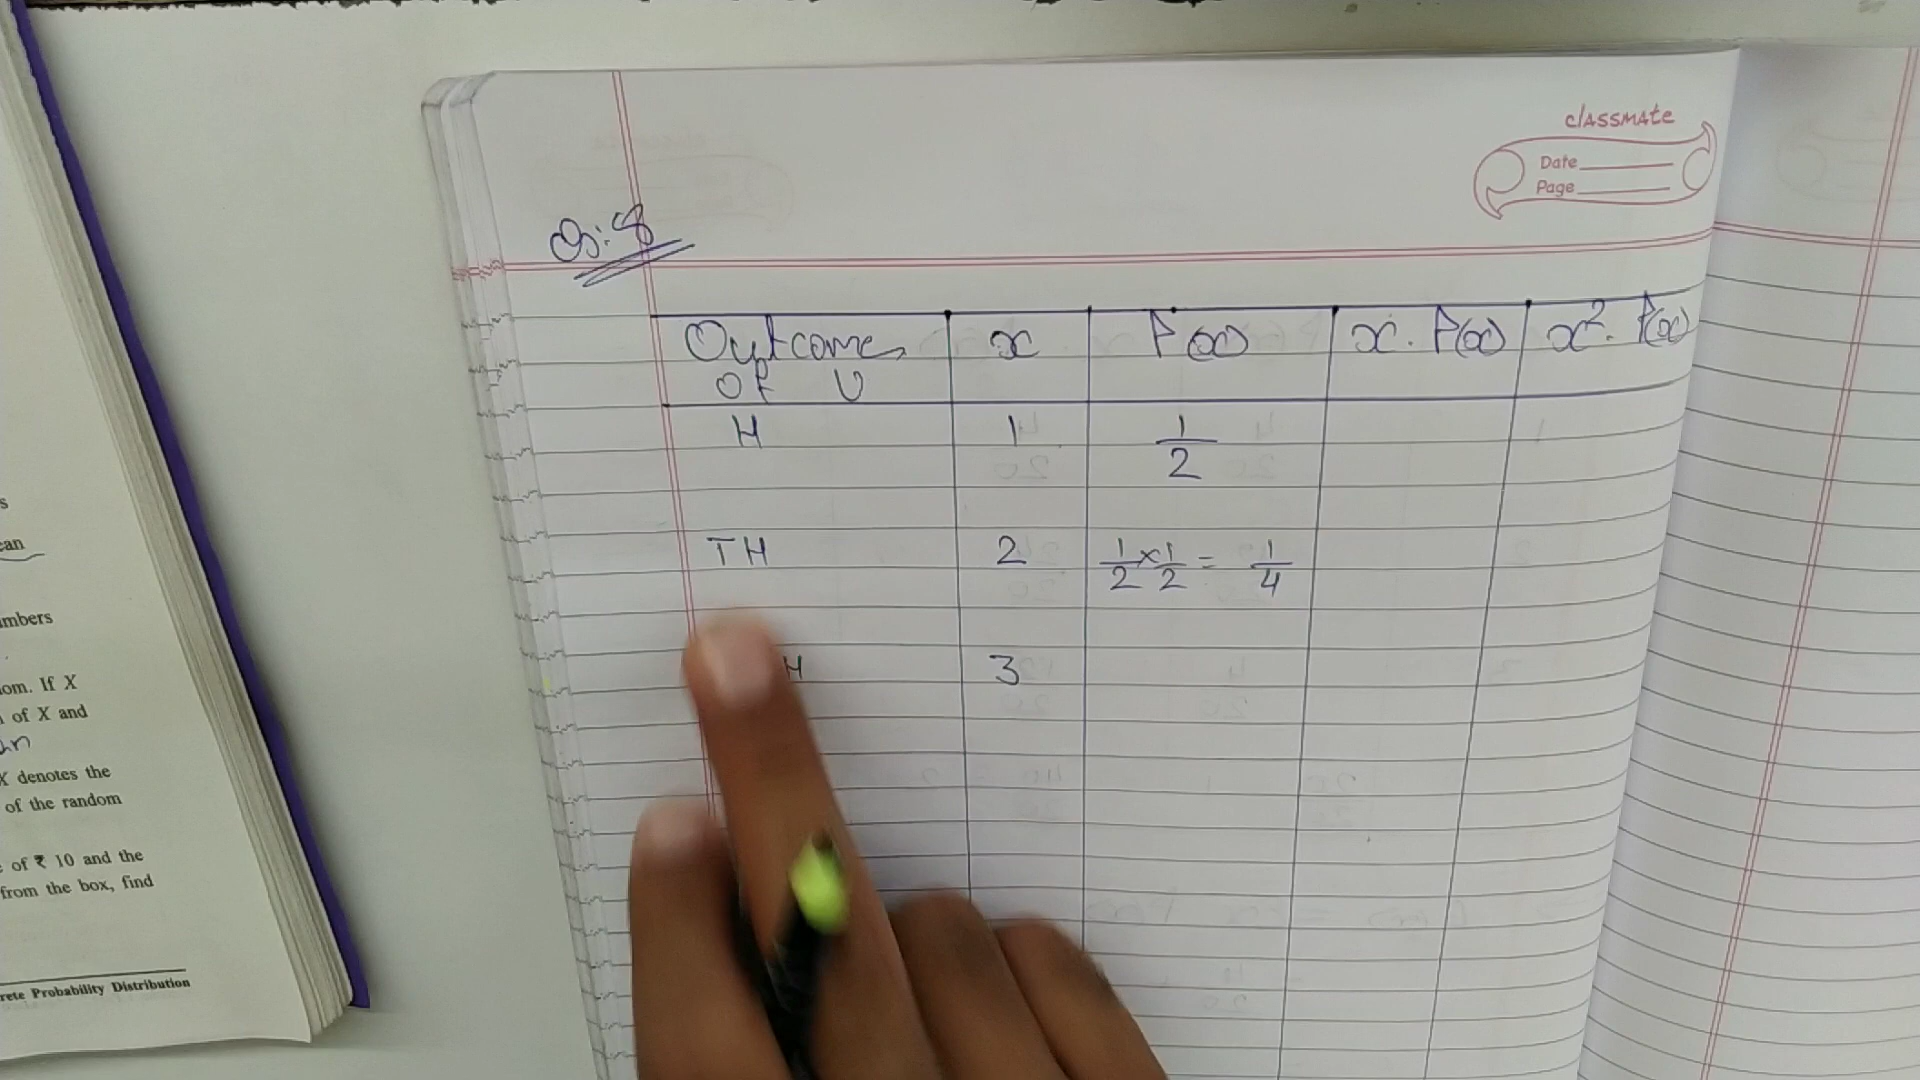 s
ean
mbers
om. If X
of X and
X denotes the
of the random
of ₹ 10 and the
from the box, find
rete Probability Distribution
classmate
Date
Page
Q:8
Outcome x P(x) x. P(x) x². P(x)
OF U
H 1 1/2
TH 2 1/2 x 1/2 = 1/4
H 3